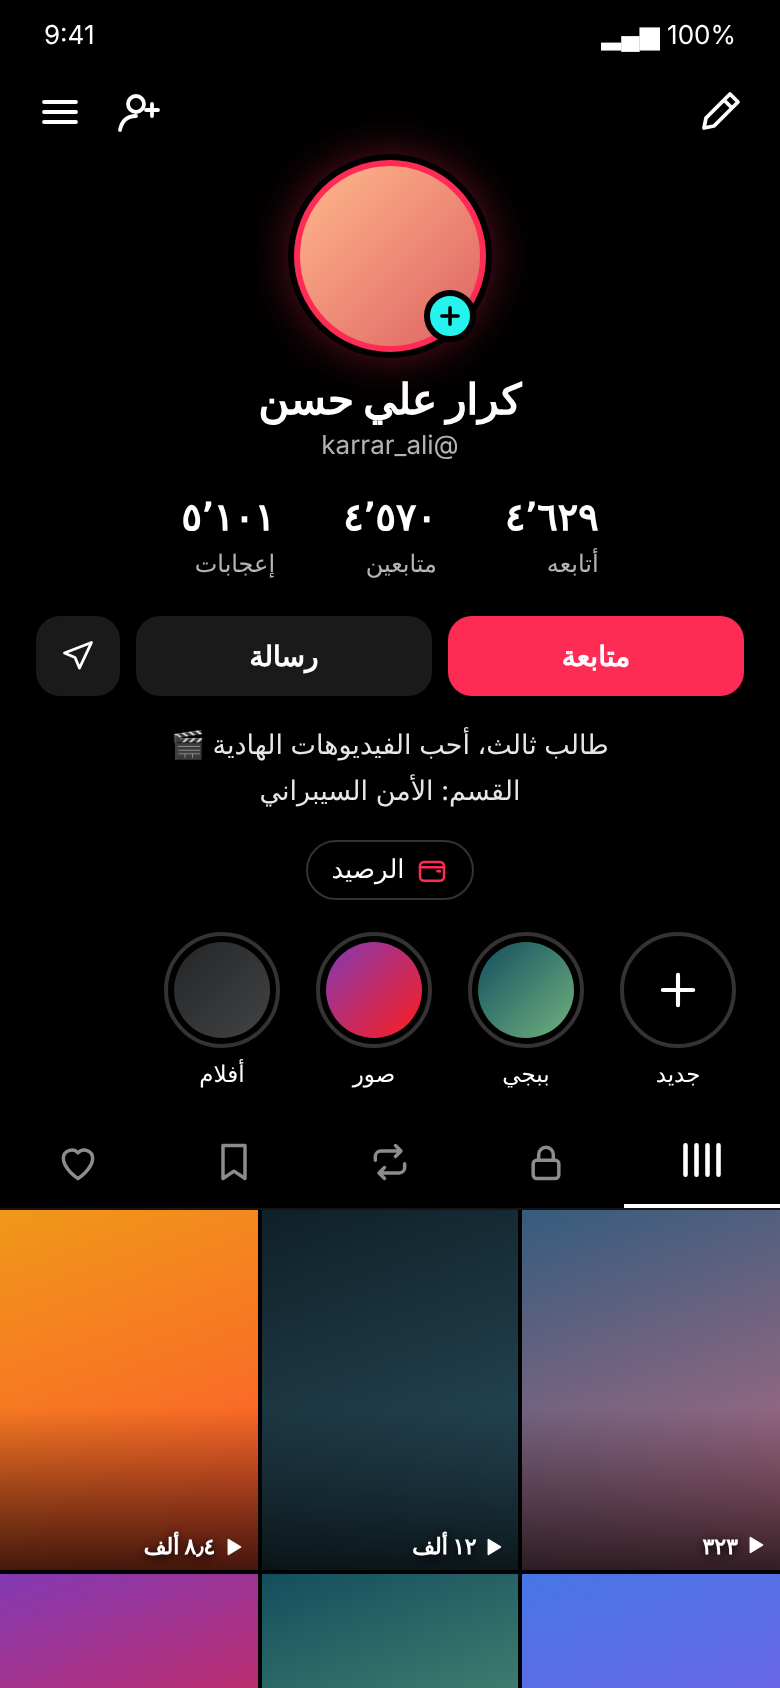 9:41
100%
كرار علي حسن
karrar_ali@
٤٬٦٢٩ ٤٬٥٧٠ ٥٬١٠١
أتابعه متابعين إعجابات
متابعة رسالة
طالب ثالث، أحب الفيديوهات الهادية 🎬
القسم: الأمن السيبراني
الرصيد
جديد ببجي صور أفلام
٣٢٣ ١٢ ألف ٨٫٤ ألف